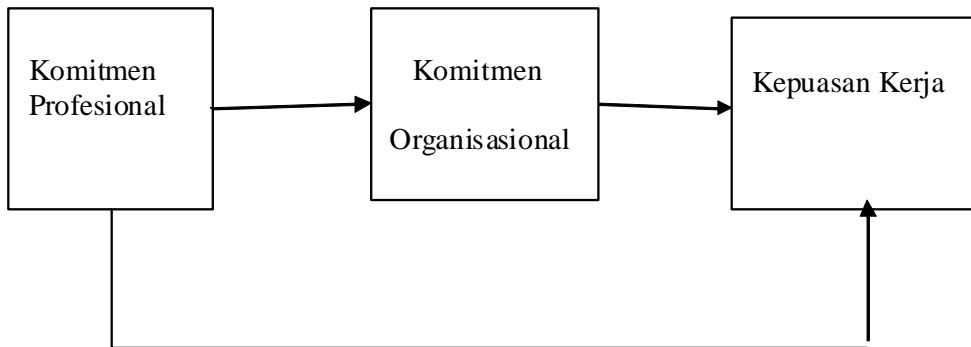 Komitmen
Profesional
Komitmen
Organisasional
Kepuasan Kerja